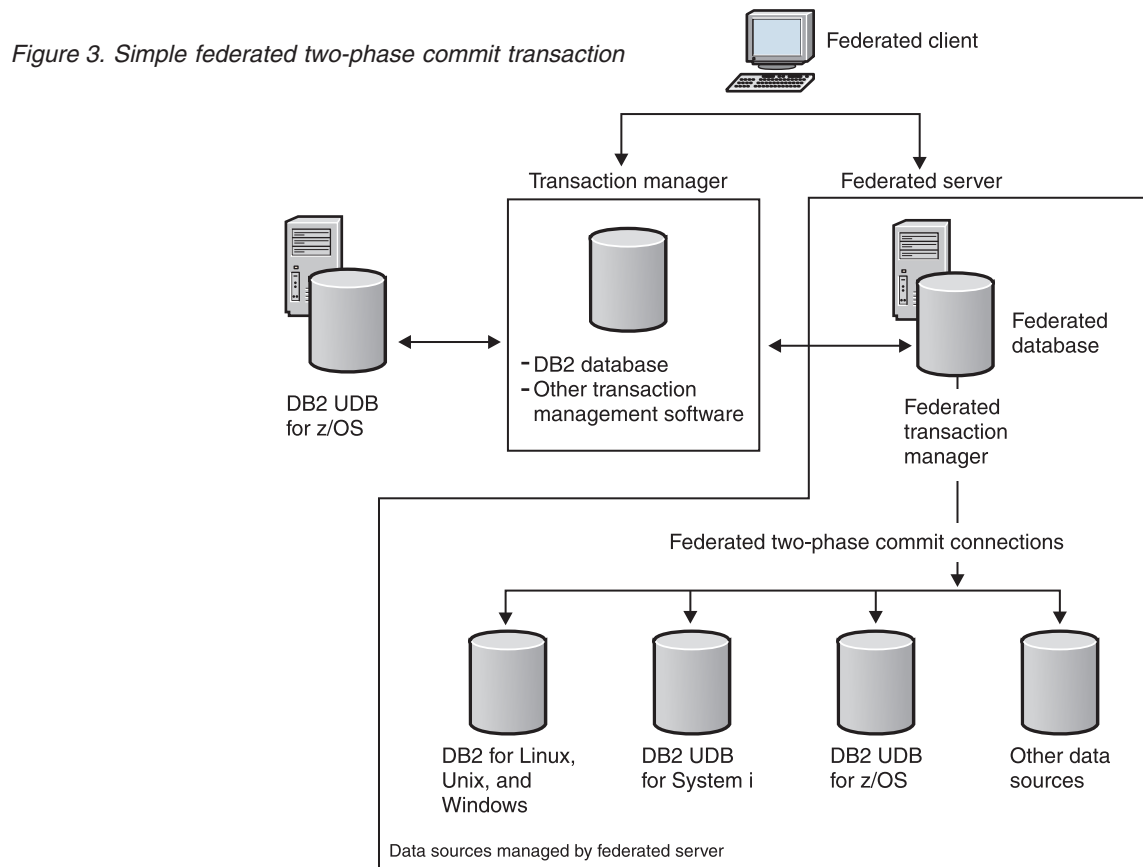 Figure 3. Simple federated two-phase commit transaction
Federated client
Transaction manager
Federated server
- DB2 database
- Other transaction
management software
DB2 UDB
for z/OS
Federated
database
Federated
transaction
manager
Federated two-phase commit connections
DB2 for Linux,
Unix, and
Windows
DB2 UDB
for System i
DB2 UDB
for z/OS
Other data
sources
Data sources managed by federated server